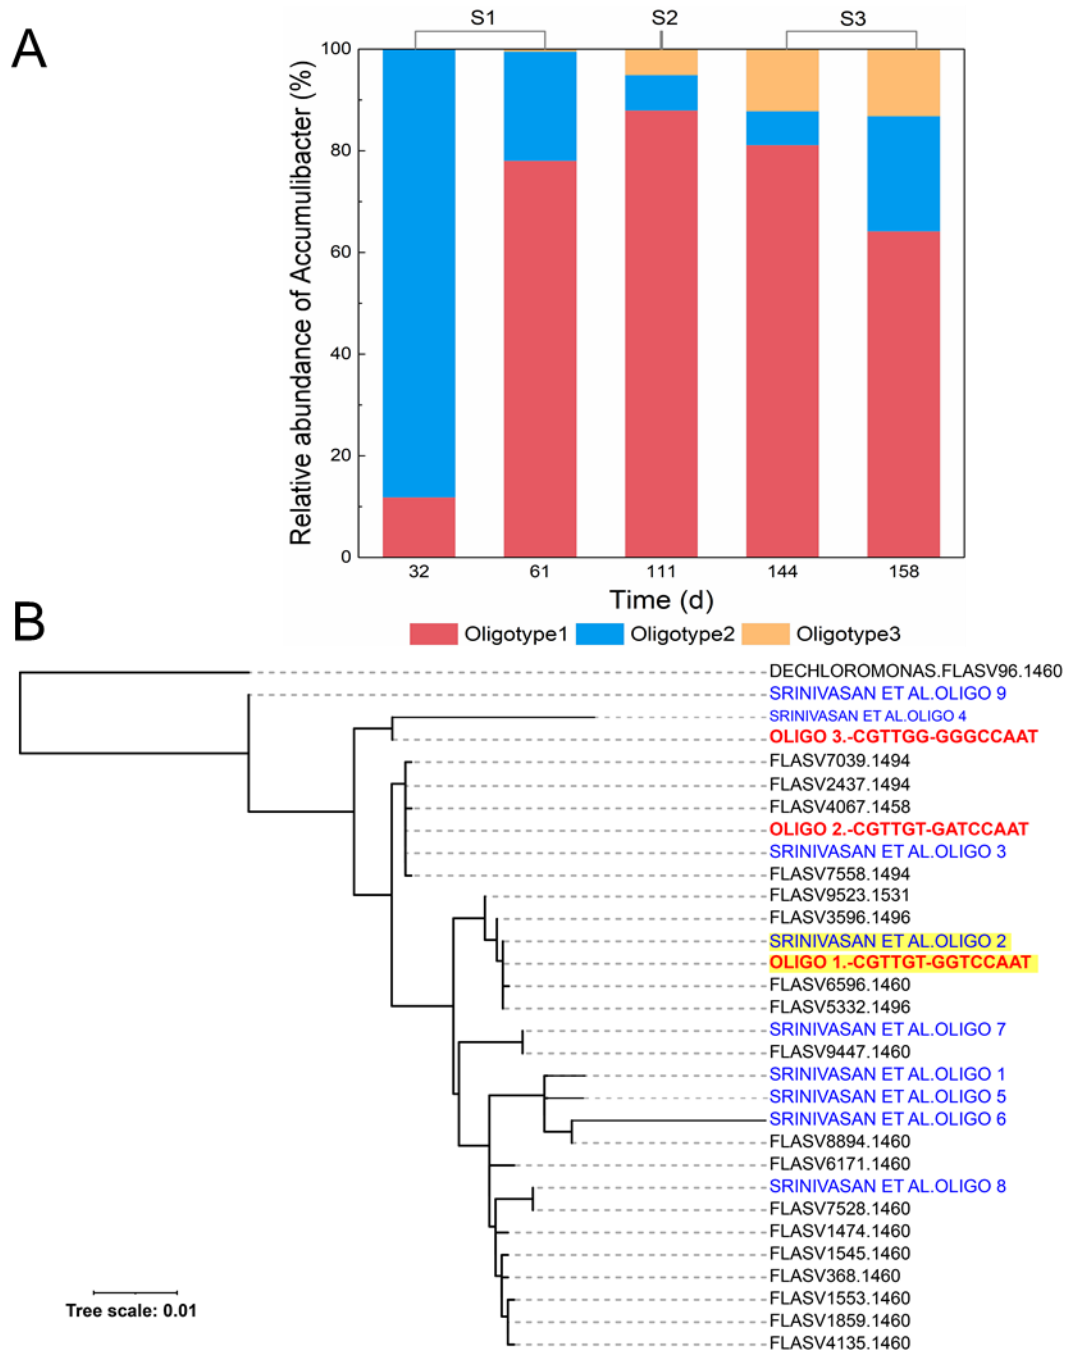 A
S1 S2 S3
Relative abundance of Accumulibacter (%)
100
80
60
40
20
0
32 61 111 144 158
Time (d)
Oligotype1 Oligotype2 Oligotype3
B
DECHLOROMONAS.FLASV96.1460
SRINIVASAN ET AL.OLIGO 9
SRINIVASAN ET AL.OLIGO 4
OLIGO 3.-CGTTGG-GGGCCAAT
FLASV7039.1494
FLASV2437.1494
FLASV4067.1458
OLIGO 2.-CGTTGT-GATCCAAT
SRINIVASAN ET AL.OLIGO 3
FLASV7558.1494
FLASV9523.1531
FLASV3596.1496
SRINIVASAN ET AL.OLIGO 2
OLIGO 1.-CGTTGT-GGTCCAAT
FLASV6596.1460
FLASV5332.1496
SRINIVASAN ET AL.OLIGO 7
FLASV9447.1460
SRINIVASAN ET AL.OLIGO 1
SRINIVASAN ET AL.OLIGO 5
SRINIVASAN ET AL.OLIGO 6
FLASV8894.1460
FLASV6171.1460
SRINIVASAN ET AL.OLIGO 8
FLASV7528.1460
FLASV1474.1460
FLASV1545.1460
FLASV368.1460
FLASV1553.1460
FLASV1859.1460
FLASV4135.1460
Tree scale: 0.01